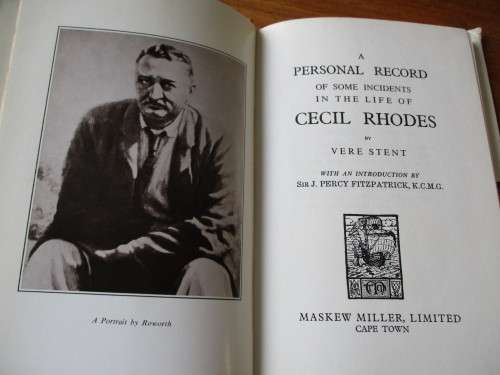 A Portrait by Roworth
A
PERSONAL RECORD
OF SOME INCIDENTS
IN THE LIFE OF
CECIL RHODES
BY
VERE STENT
WITH AN INTRODUCTION BY
SIR J. PERCY FITZPATRICK, K.C.M.G.
MASKEW MILLER, LIMITED
CAPE TOWN